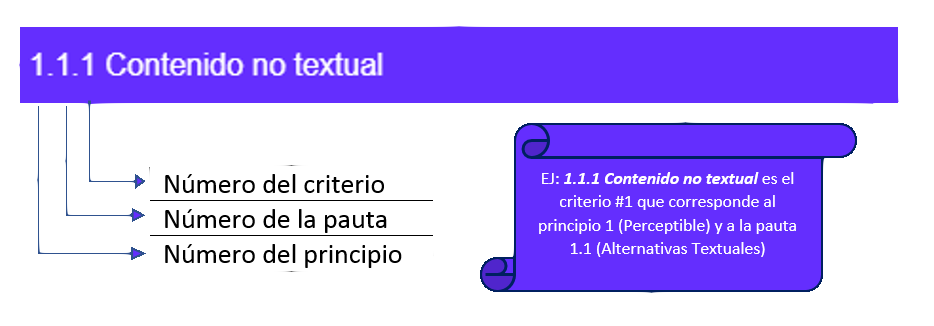 1.1.1 Contenido no textual
Número del criterio
Número de la pauta
Número del principio
EJ: 1.1.1 Contenido no textual es el
criterio #1 que corresponde al
principio 1 (Perceptible) y a la pauta
1.1 (Alternativas Textuales)